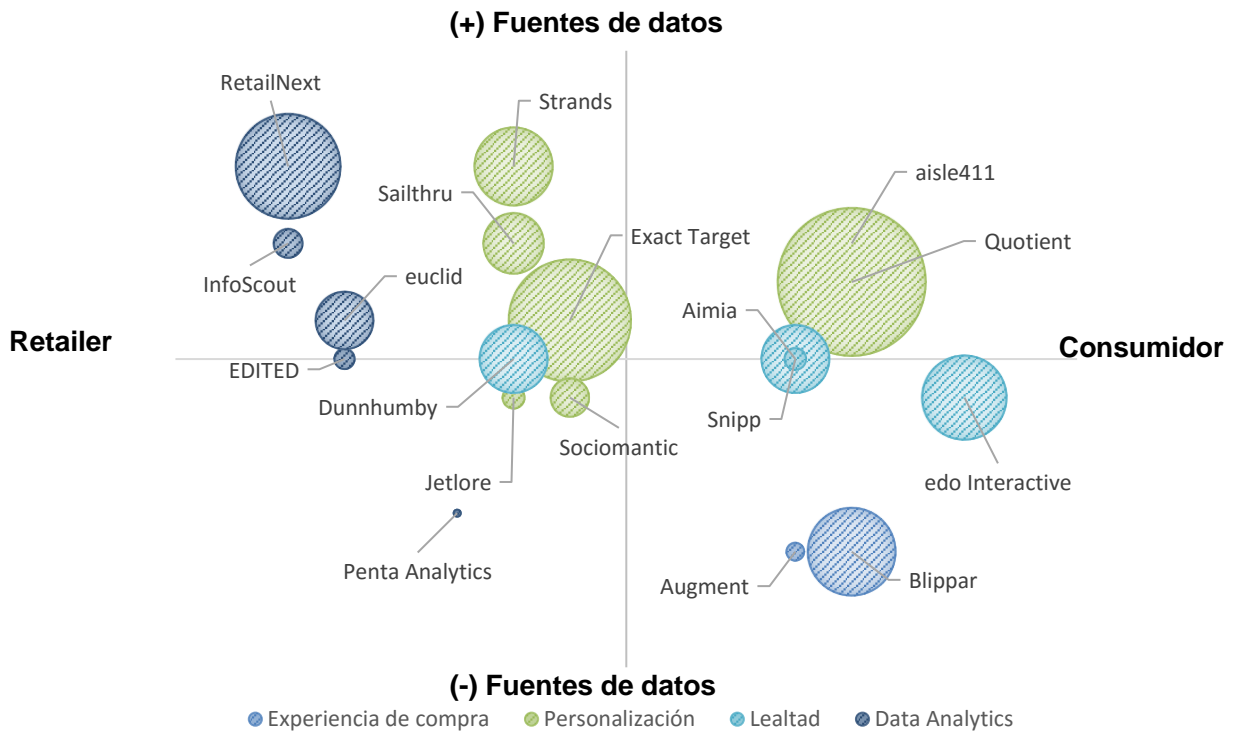 (+) Fuentes de datos
RetailNext
Strands
aisle411
Sailthru
Exact Target
Quotient
InfoScout
euclid
Aimia
Retailer
Consumidor
EDITED
Dunnhumby
Snipp
Sociomantic
Jetlore
edo Interactive
Penta Analytics
Augment
Blippar
(-) Fuentes de datos
Experiencia de compra Personalización Lealtad Data Analytics